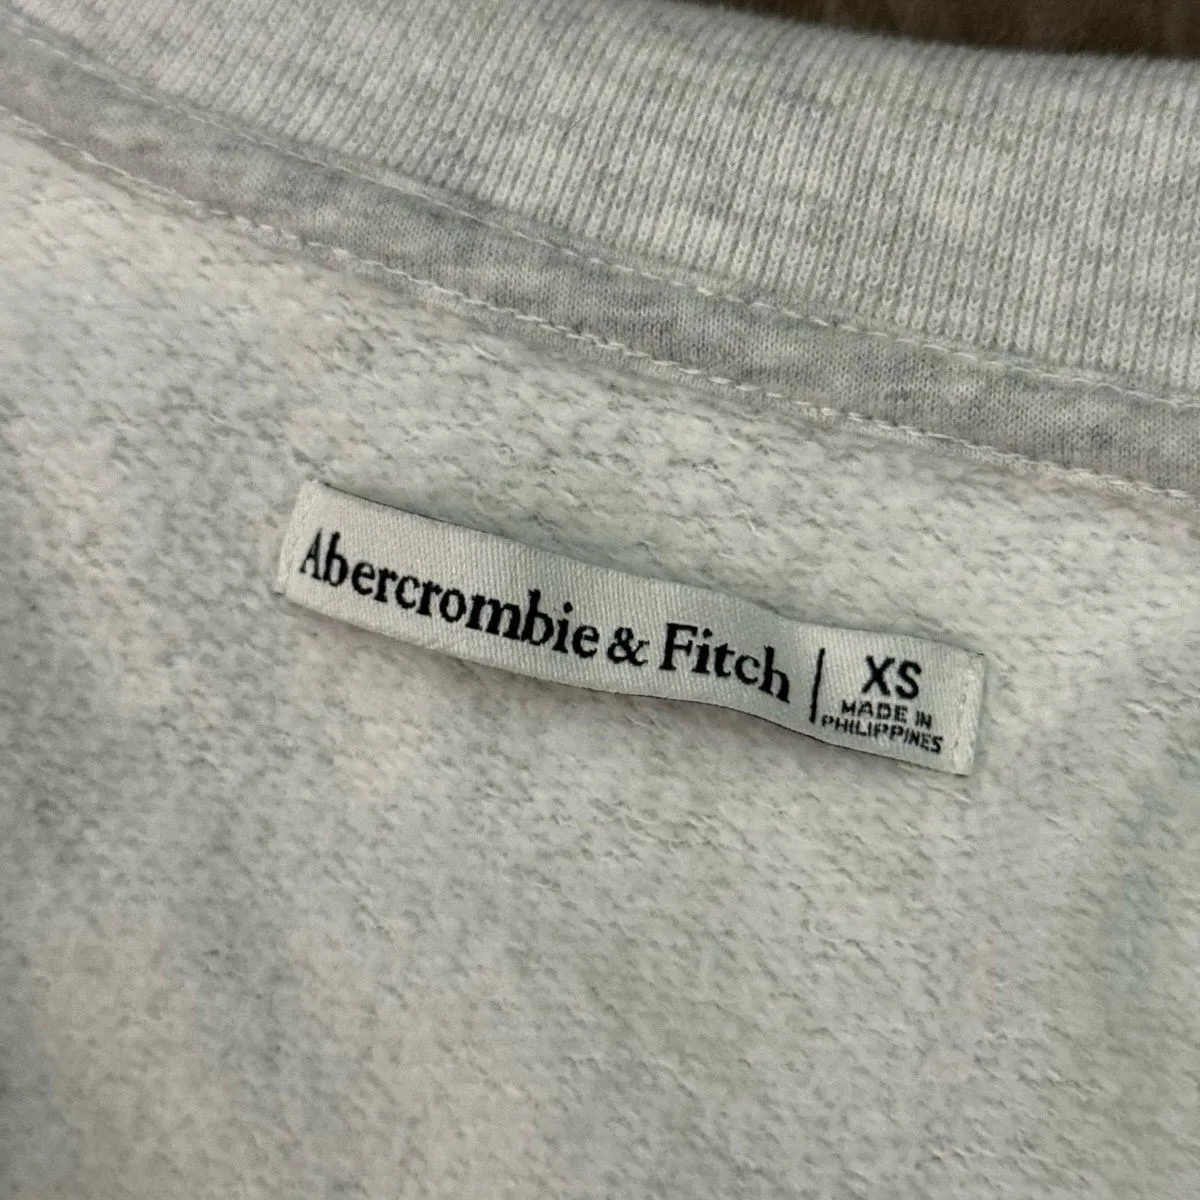 Abercrombie & Fitch | XS
MADE IN
PHILIPPINES